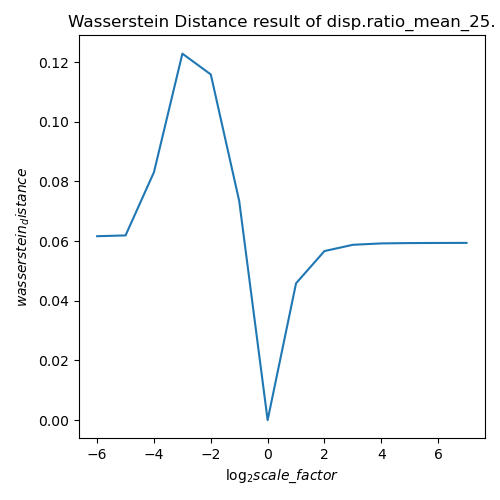 Wasserstein Distance result of disp.ratio_mean_25.
0.12
0.10
0.08
0.06
0.04
0.02
0.00
wasserstein_distance
−6 −4 −2 0 2 4 6
log₂scale_factor